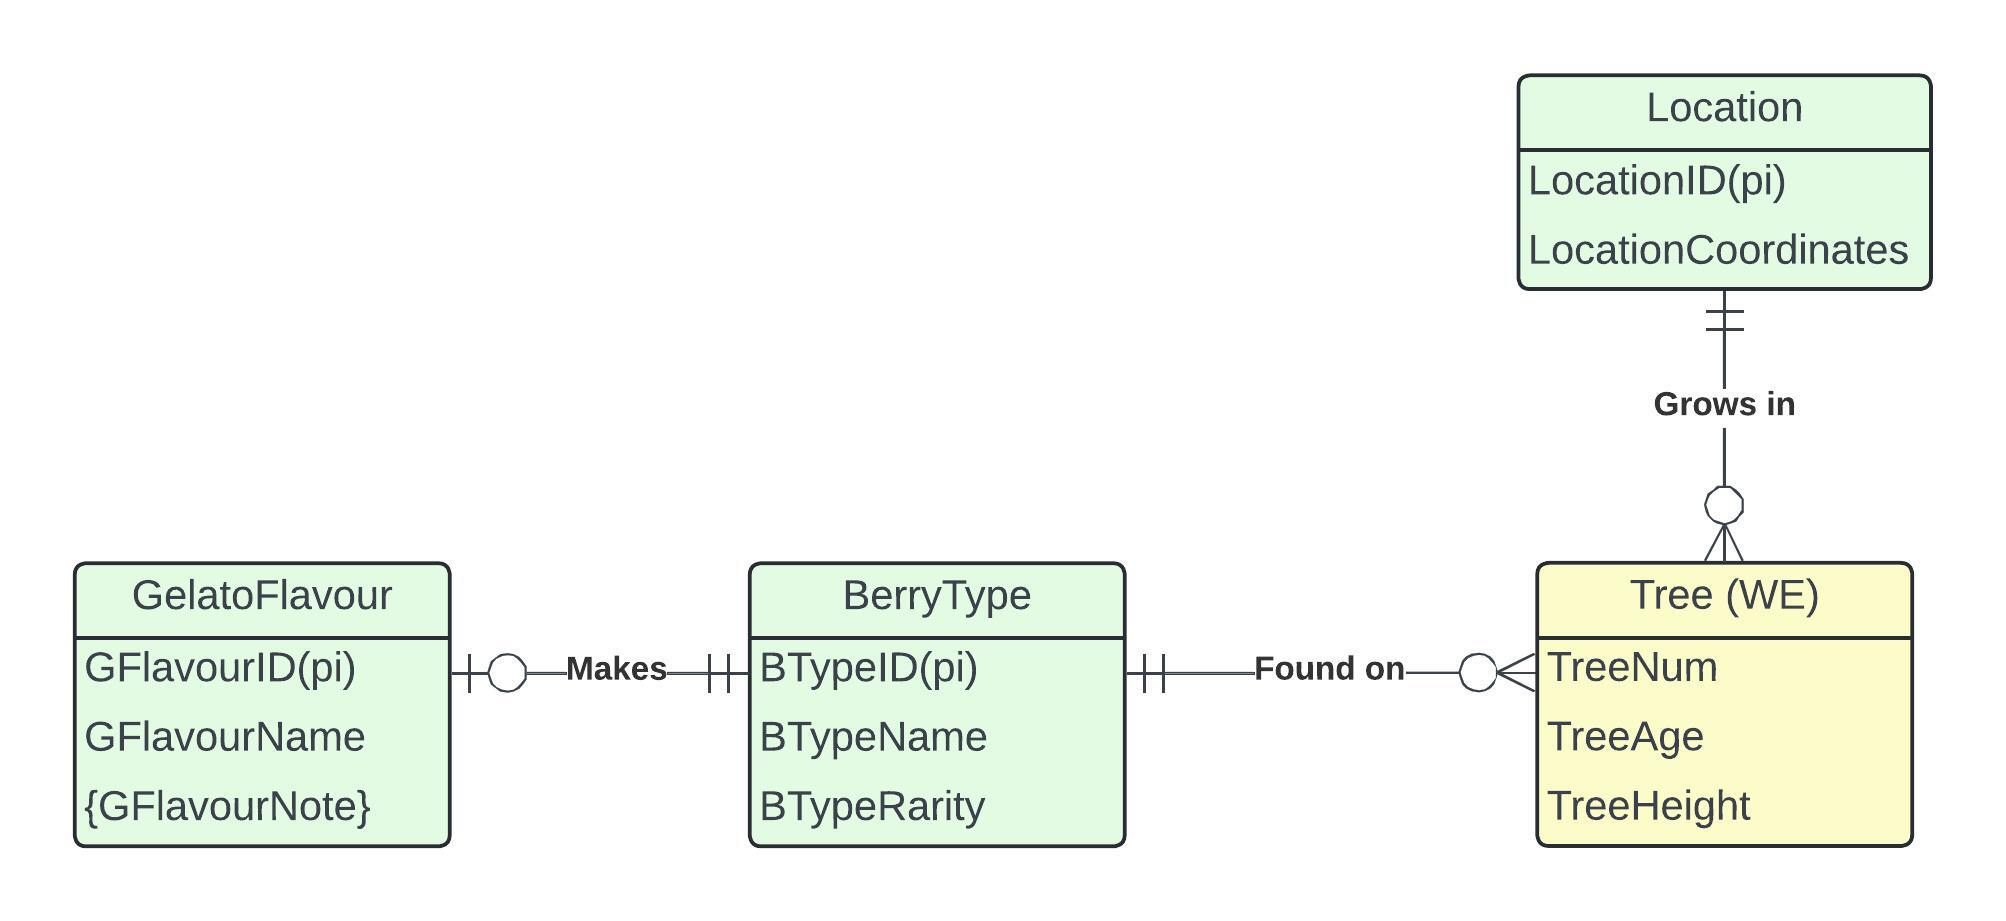 Location
LocationID(pi)
LocationCoordinates
Grows in
GelatoFlavour
GFlavourID(pi)
GFlavourName
{GFlavourNote}
Makes
BerryType
BTypeID(pi)
BTypeName
BTypeRarity
Found on
Tree (WE)
TreeNum
TreeAge
TreeHeight